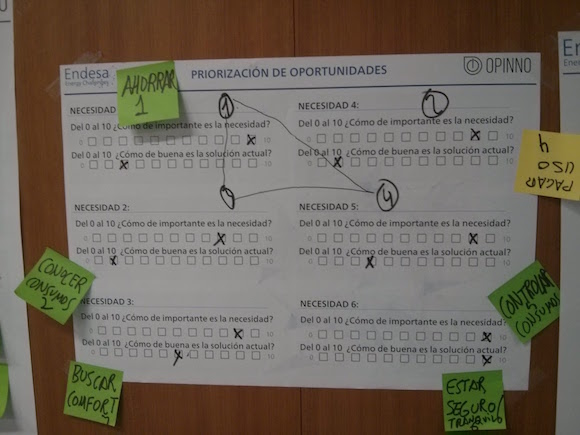 Endesa
Energy Challenges
PRIORIZACIÓN DE OPORTUNIDADES
OPINNO
AHORRAR
1
NECESIDAD
1
Del 0 al 10 ¿Cómo de importante es la necesidad?
0
10
Del 0 al 10 ¿Cómo de buena es la solución actual?
0
10
NECESIDAD 4:
2
Del 0 al 10 ¿Cómo de importante es la necesidad?
0
10
Del 0 al 10 ¿Cómo de buena es la solución actual?
0
10
PAGAR
USO
4
NECESIDAD 2:
Del 0 al 10 ¿Cómo de importante es la necesidad?
0
10
Del 0 al 10 ¿Cómo de buena es la solución actual?
0
10
CONOCER
CONSUMOS
2
NECESIDAD 5:
4
Del 0 al 10 ¿Cómo de importante es la necesidad?
0
10
Del 0 al 10 ¿Cómo de buena es la solución actual?
0
10
CONTROLAR
CONSUMO
NECESIDAD 3:
Del 0 al 10 ¿Cómo de importante es la necesidad?
0
10
Del 0 al 10 ¿Cómo de buena es la solución actual?
0
10
BUSCAR
CONFORT
NECESIDAD 6:
Del 0 al 10 ¿Cómo de importante es la necesidad?
0
10
Del 0 al 10 ¿Cómo de buena es la solución actual?
0
10
ESTAR
SEGURO/
TRANQUILO